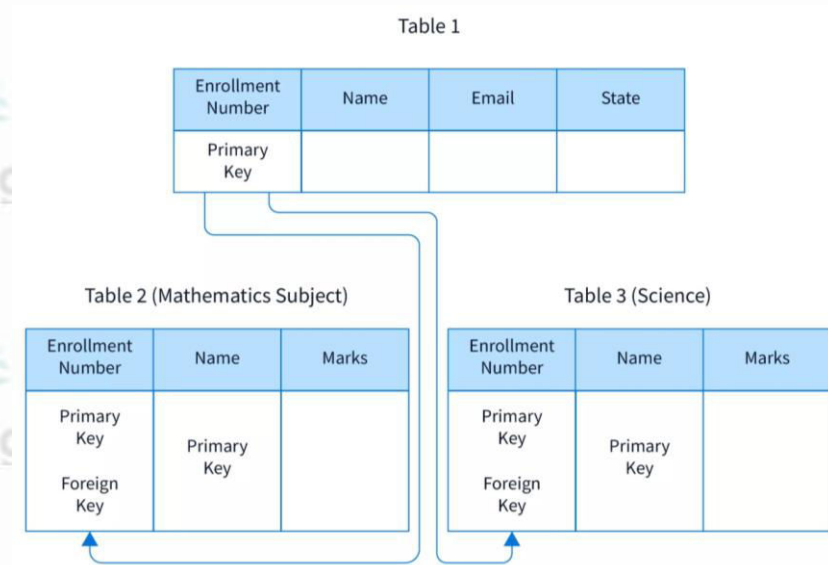 Table 1
Enrollment
Number
Name
Email
State
Primary
Key
Table 2 (Mathematics Subject)
Enrollment
Number
Name
Marks
Primary
Key
Foreign
Key
Primary
Key
Table 3 (Science)
Enrollment
Number
Name
Marks
Primary
Key
Foreign
Key
Primary
Key